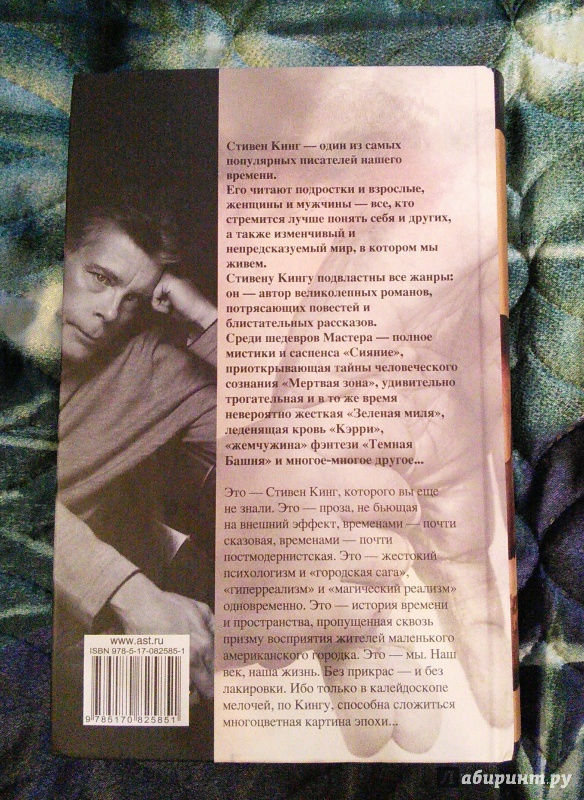 Стивен Кинг — один из самых
популярных писателей нашего
времени.
Его читают подростки и взрослые,
женщины и мужчины — все, кто
стремится лучше понять себя и других,
а также изменчивый и
непредсказуемый мир, в котором мы
живем.
Стивену Кингу подвластны все жанры:
он — автор великолепных романов,
потрясающих повестей и
блистательных рассказов.
Среди шедевров Мастера — полное
мистики и саспенса «Сияние»,
приоткрывающая тайны человеческого
сознания «Мертвая зона», удивительно
трогательная и в то же время
невероятно жесткая «Зеленая миля»,
леденящая кровь «Кэрри»,
«жемчужина» фэнтези «Темная
Башня» и многое-многое другое...
Это — Стивен Кинг, которого вы еще
не знали. Это — проза, не бьющая
на внешний эффект, временами — почти
сказовая, временами — почти
постмодернистская. Это — жестокий
психологизм и «городская сага»,
«гиперреализм» и «магический реализм»
одновременно. Это — история времени
и пространства, пропущенная сквозь
призму восприятия жителей маленького
американского городка. Это — мы. Наш
век, наша жизнь. Без прикрас — и без
лакировки. Ибо только в калейдоскопе
мелочей, по Кингу, способна сложиться
многоцветная картина эпохи...
www.ast.ru
ISBN 978-5-17-082585-1
9785170825851
Лабиринт.ру